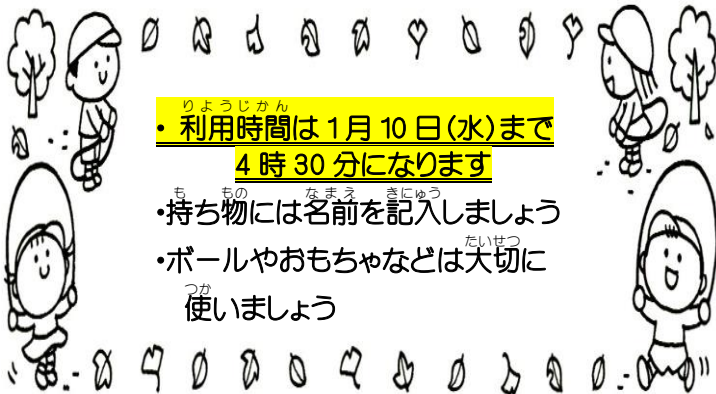 りようじかん
・ 利用時間は1月10日(水)まで
4時30分になります
も もの なまえ きにゅう
・持ち物には名前を記入しましょう
たいせつ
・ボールやおもちゃなどは大切に
つか
使いましょう